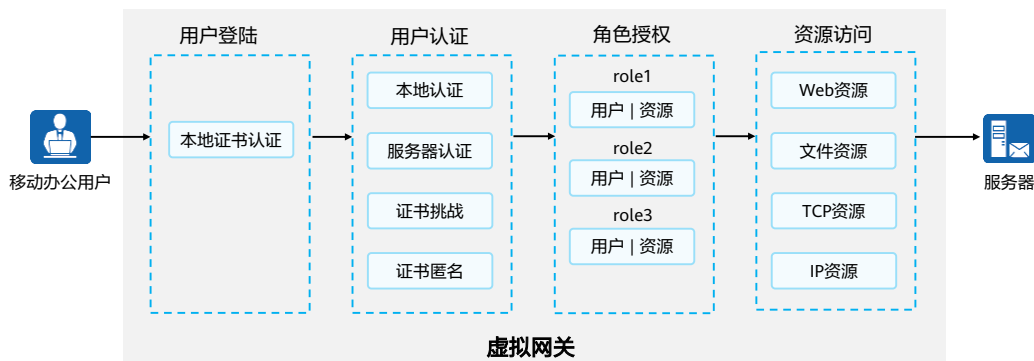 用户登陆
用户认证
角色授权
资源访问
移动办公用户
本地证书认证
本地认证
服务器认证
证书挑战
证书匿名
role1
用户 | 资源
role2
用户 | 资源
role3
用户 | 资源
Web资源
文件资源
TCP资源
IP资源
服务器
虚拟网关